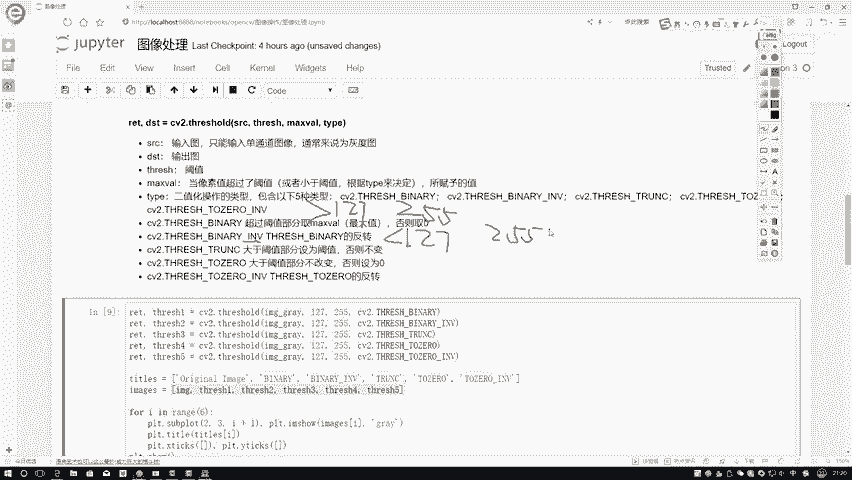 图像处理
http://localhost:8888/notebooks/opencv/图像操作/图像处理.ipynb
点此搜索
jupyter 图像处理 Last Checkpoint: 4 hours ago (unsaved changes)
Logout
File Edit View Insert Cell Kernel Widgets Help
Trusted
Code
ret, dst = cv2.threshold(src, thresh, maxval, type)
src: 输入图，只能输入单通道图像，通常来说为灰度图
dst: 输出图
thresh: 阈值
maxval: 当像素值超过了阈值（或者小于阈值，根据type来决定），所赋予的值
type: 二值化操作的类型，包含以下5种类型: cv2.THRESH_BINARY; cv2.THRESH_BINARY_INV; cv2.THRESH_TRUNC; cv2.THRESH_TOZERO
cv2.THRESH_TOZERO_INV
>127 255
cv2.THRESH_BINARY 超过阈值部分取maxval（最大值），否则取0
cv2.THRESH_BINARY_INV THRESH_BINARY的反转
<127 255
cv2.THRESH_TRUNC 大于阈值部分设为阈值，否则不变
cv2.THRESH_TOZERO 大于阈值部分不改变，否则设为0
cv2.THRESH_TOZERO_INV THRESH_TOZERO的反转
In [9]:
ret, thresh1 = cv2.threshold(img_gray, 127, 255, cv2.THRESH_BINARY)
ret, thresh2 = cv2.threshold(img_gray, 127, 255, cv2.THRESH_BINARY_INV)
ret, thresh3 = cv2.threshold(img_gray, 127, 255, cv2.THRESH_TRUNC)
ret, thresh4 = cv2.threshold(img_gray, 127, 255, cv2.THRESH_TOZERO)
ret, thresh5 = cv2.threshold(img_gray, 127, 255, cv2.THRESH_TOZERO_INV)
titles = ['Original Image', 'BINARY', 'BINARY_INV', 'TRUNC', 'TOZERO', 'TOZERO_INV']
images = [img, thresh1, thresh2, thresh3, thresh4, thresh5]
for i in range(6):
plt.subplot(2, 3, i + 1), plt.imshow(images[i], 'gray')
plt.title(titles[i])
plt.xticks([]), plt.yticks([])
150%
21:20